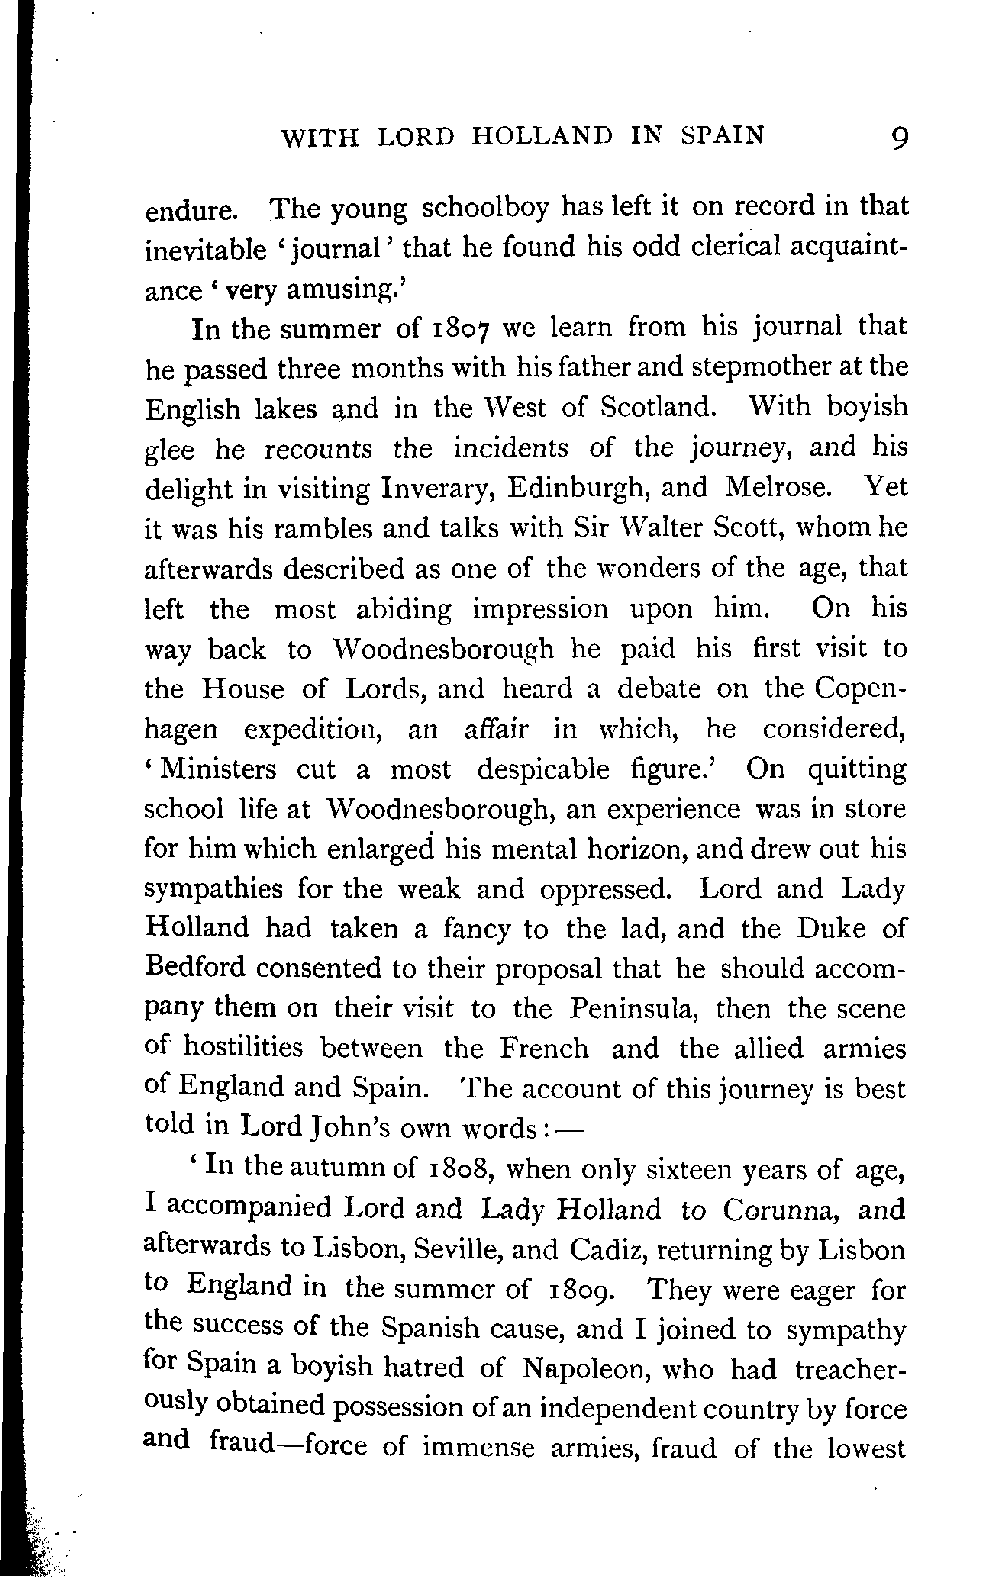 WITH LORD HOLLAND IN SPAIN 9
endure. The young schoolboy has left it on record in that
inevitable ‘journal’ that he found his odd clerical acquaint-
ance ‘very amusing.’
In the summer of 1807 we learn from his journal that
he passed three months with his father and stepmother at the
English lakes and in the West of Scotland. With boyish
glee he recounts the incidents of the journey, and his
delight in visiting Inverary, Edinburgh, and Melrose. Yet
it was his rambles and talks with Sir Walter Scott, whom he
afterwards described as one of the wonders of the age, that
left the most abiding impression upon him. On his
way back to Woodnesborough he paid his first visit to
the House of Lords, and heard a debate on the Copen-
hagen expedition, an affair in which, he considered,
‘Ministers cut a most despicable figure.’ On quitting
school life at Woodnesborough, an experience was in store
for him which enlarged his mental horizon, and drew out his
sympathies for the weak and oppressed. Lord and Lady
Holland had taken a fancy to the lad, and the Duke of
Bedford consented to their proposal that he should accom-
pany them on their visit to the Peninsula, then the scene
of hostilities between the French and the allied armies
of England and Spain. The account of this journey is best
told in Lord John’s own words:—
‘In the autumn of 1808, when only sixteen years of age,
I accompanied Lord and Lady Holland to Corunna, and
afterwards to Lisbon, Seville, and Cadiz, returning by Lisbon
to England in the summer of 1809. They were eager for
the success of the Spanish cause, and I joined to sympathy
for Spain a boyish hatred of Napoleon, who had treacher-
ously obtained possession of an independent country by force
and fraud—force of immense armies, fraud of the lowest